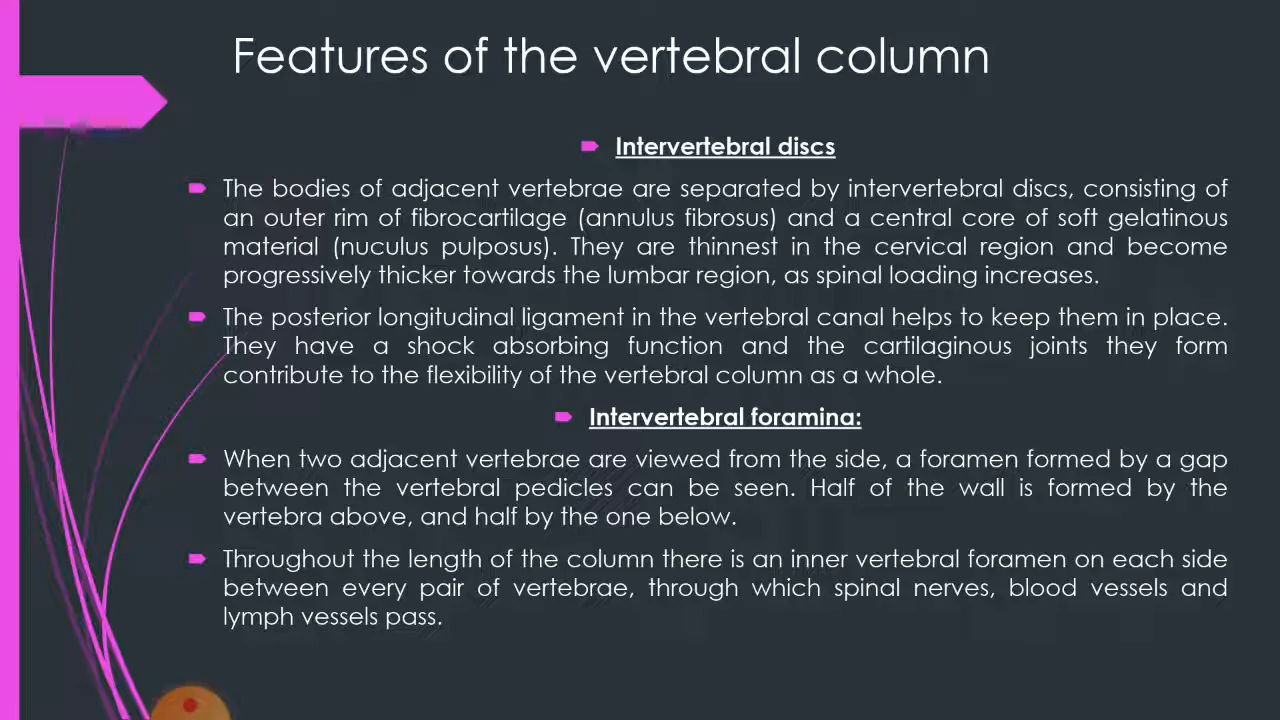 Features of the vertebral column
Intervertebral discs
The bodies of adjacent vertebrae are separated by intervertebral discs, consisting of
an outer rim of fibrocartilage (annulus fibrosus) and a central core of soft gelatinous
material (nuculus pulposus). They are thinnest in the cervical region and become
progressively thicker towards the lumbar region, as spinal loading increases.
The posterior longitudinal ligament in the vertebral canal helps to keep them in place.
They have a shock absorbing function and the cartilaginous joints they form
contribute to the flexibility of the vertebral column as a whole.
Intervertebral foramina:
When two adjacent vertebrae are viewed from the side, a foramen formed by a gap
between the vertebral pedicles can be seen. Half of the wall is formed by the
vertebra above, and half by the one below.
Throughout the length of the column there is an inner vertebral foramen on each side
between every pair of vertebrae, through which spinal nerves, blood vessels and
lymph vessels pass.